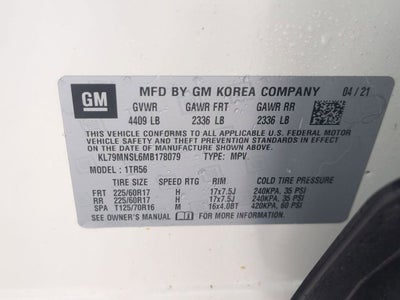 GM
MFD BY GM KOREA COMPANY 04/21
GVWR GAWR FRT GAWR RR
4409 LB 2336 LB 2336 LB
THIS VEHICLE CONFORMS TO ALL APPLICABLE U.S. FEDERAL MOTOR
VEHICLE SAFETY AND THEFT PREVENTION STANDARDS IN EFFECT ON
THE DATE OF MANUFACTURE SHOWN ABOVE.
KL79MNSL6MB178079 TYPE: MPV
MODEL: 1TR56
TIRE SIZE SPEED RTG RIM COLD TIRE PRESSURE
FRT 225/60R17 H 17x7.5J 240KPA, 35 PSI
RR 225/60R17 H 17x7.5J 240KPA, 35 PSI
SPA T125/70R16 M 16x4.0BT 420KPA, 60 PSI
SEE OWNER'S MANUAL FOR MORE INFORMATION.